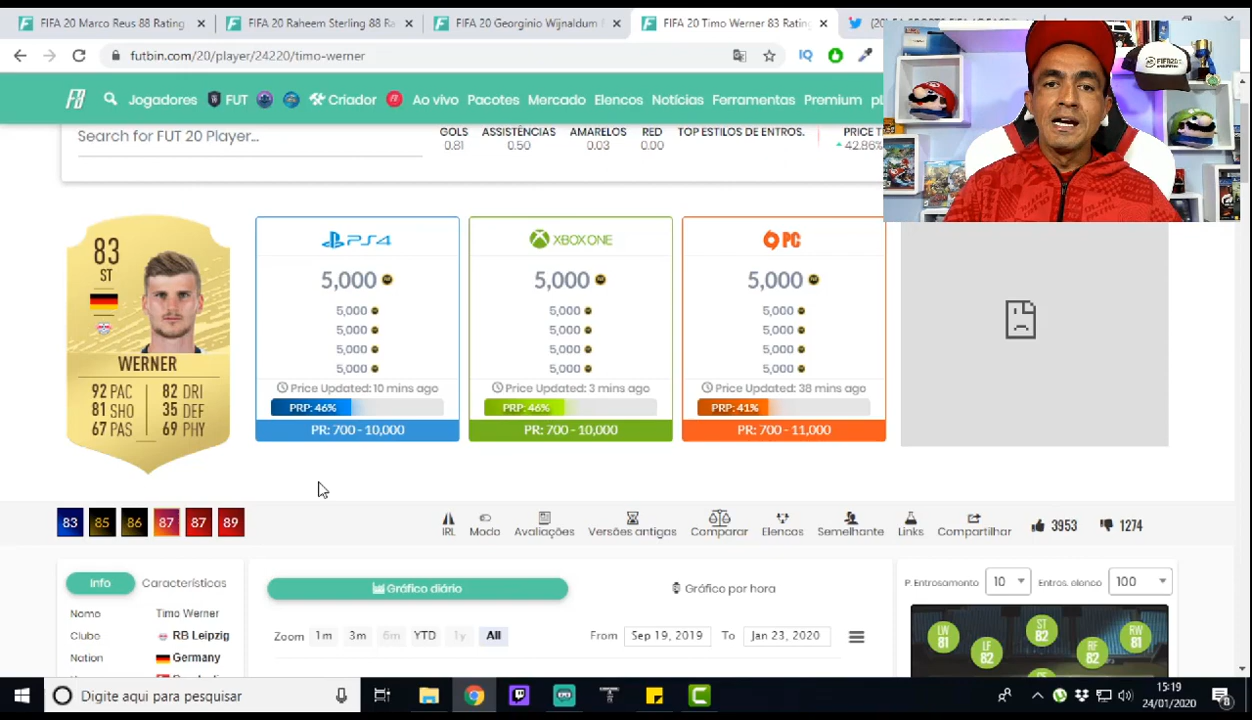 FIFA 20 Marco Reus 88 Rating
FIFA 20 Raheem Sterling 88 Ra
FIFA 20 Georginio Wijnaldum
FIFA 20 Timo Werner 83 Rating
futbin.com/20/player/24220/timo-werner
IQ
Jogadores
FUT
Criador
Ao vivo
Pacotes
Mercado
Elencos
Notícias
Ferramentas
Premium
Search for FUT 20 Player...
GOLS
ASSISTÊNCIAS
AMARELOS
RED
TOP ESTILOS DE ENTROS.
0.81
0.50
0.03
0.00
42.86%
83
ST
WERNER
92 PAC
82 DRI
81 SHO
35 DEF
67 PAS
69 PHY
PS4
5,000
5,000
5,000
5,000
5,000
Price Updated: 10 mins ago
PRP: 46%
PR: 700 - 10,000
XBOX ONE
5,000
5,000
5,000
5,000
5,000
Price Updated: 3 mins ago
PRP: 46%
PR: 700 - 10,000
PC
5,000
5,000
5,000
5,000
5,000
Price Updated: 38 mins ago
PRP: 41%
PR: 700 - 11,000
83 85 86 87 87 89
IRL
Modo
Avaliações
Versões antigas
Comparar
Elencos
Semelhante
Links
Compartilhar
3953
1274
Info
Característicos
Gráfico diário
Gráfico por hora
P. Entrosamento
10
Entros. elenco
100
Nome
Timo Werner
Clube
RB Leipzig
Nation
Germany
Zoom
1m
3m
6m
YTD
1y
All
From
Sep 19, 2019
To
Jan 23, 2020
LW
81
LF
82
ST
82
RF
82
RW
81
Digite aqui para pesquisar
15:19
24/01/2020
8